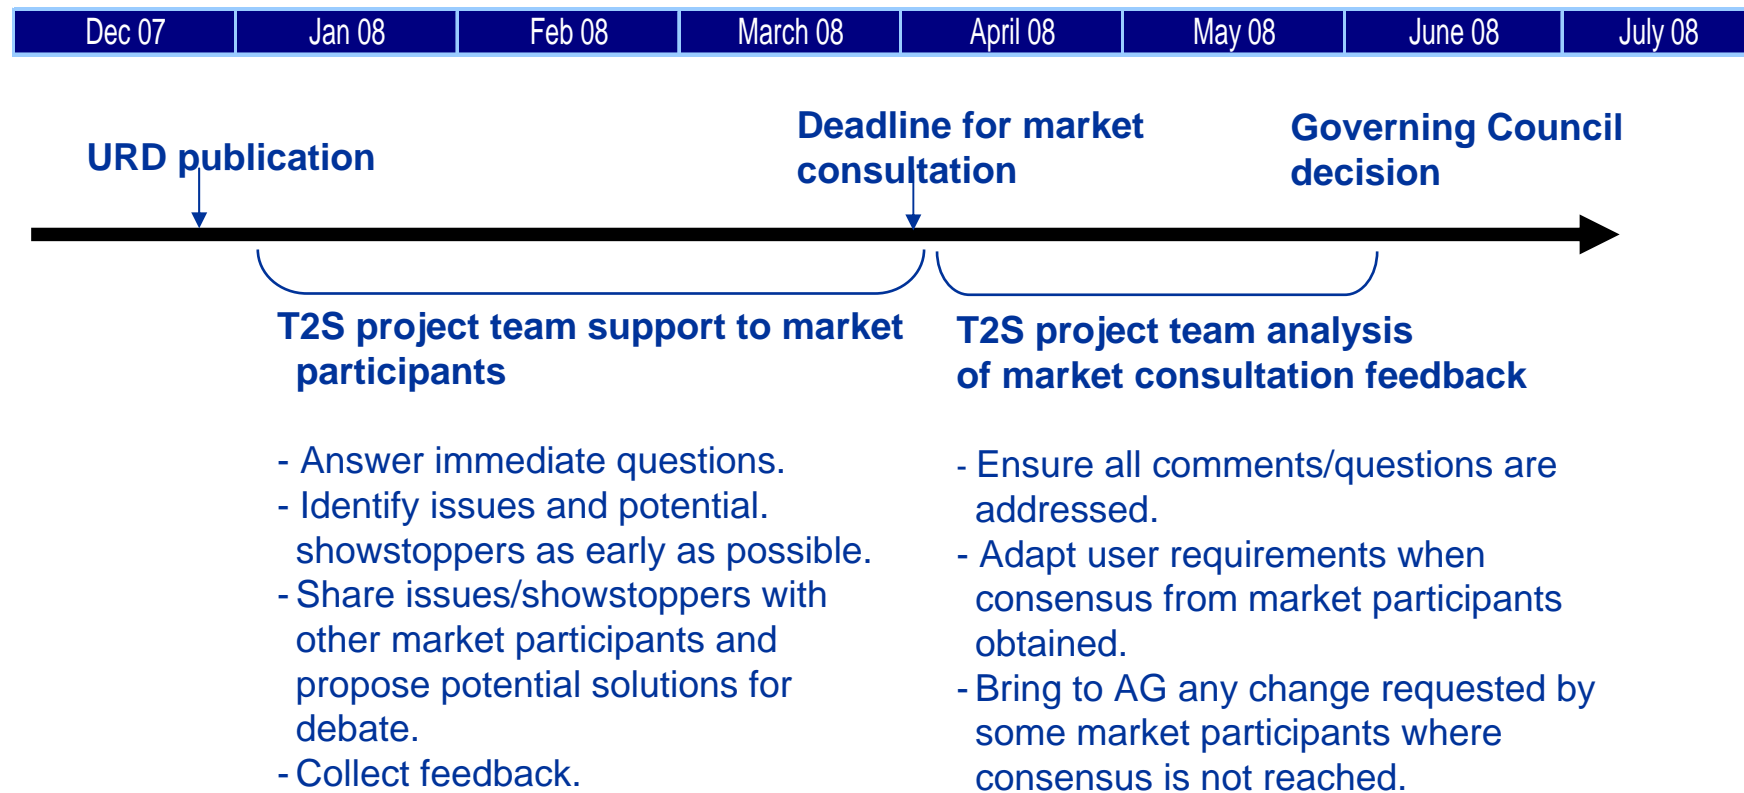 Dec 07 Jan 08 Feb 08 March 08 April 08 May 08 June 08 July 08
URD publication
Deadline for market
consultation
Governing Council
decision
T2S project team support to market
participants
- Answer immediate questions.
- Identify issues and potential.
showstoppers as early as possible.
- Share issues/showstoppers with
other market participants and
propose potential solutions for
debate.
- Collect feedback.
T2S project team analysis
of market consultation feedback
- Ensure all comments/questions are
addressed.
- Adapt user requirements when
consensus from market participants
obtained.
- Bring to AG any change requested by
some market participants where
consensus is not reached.